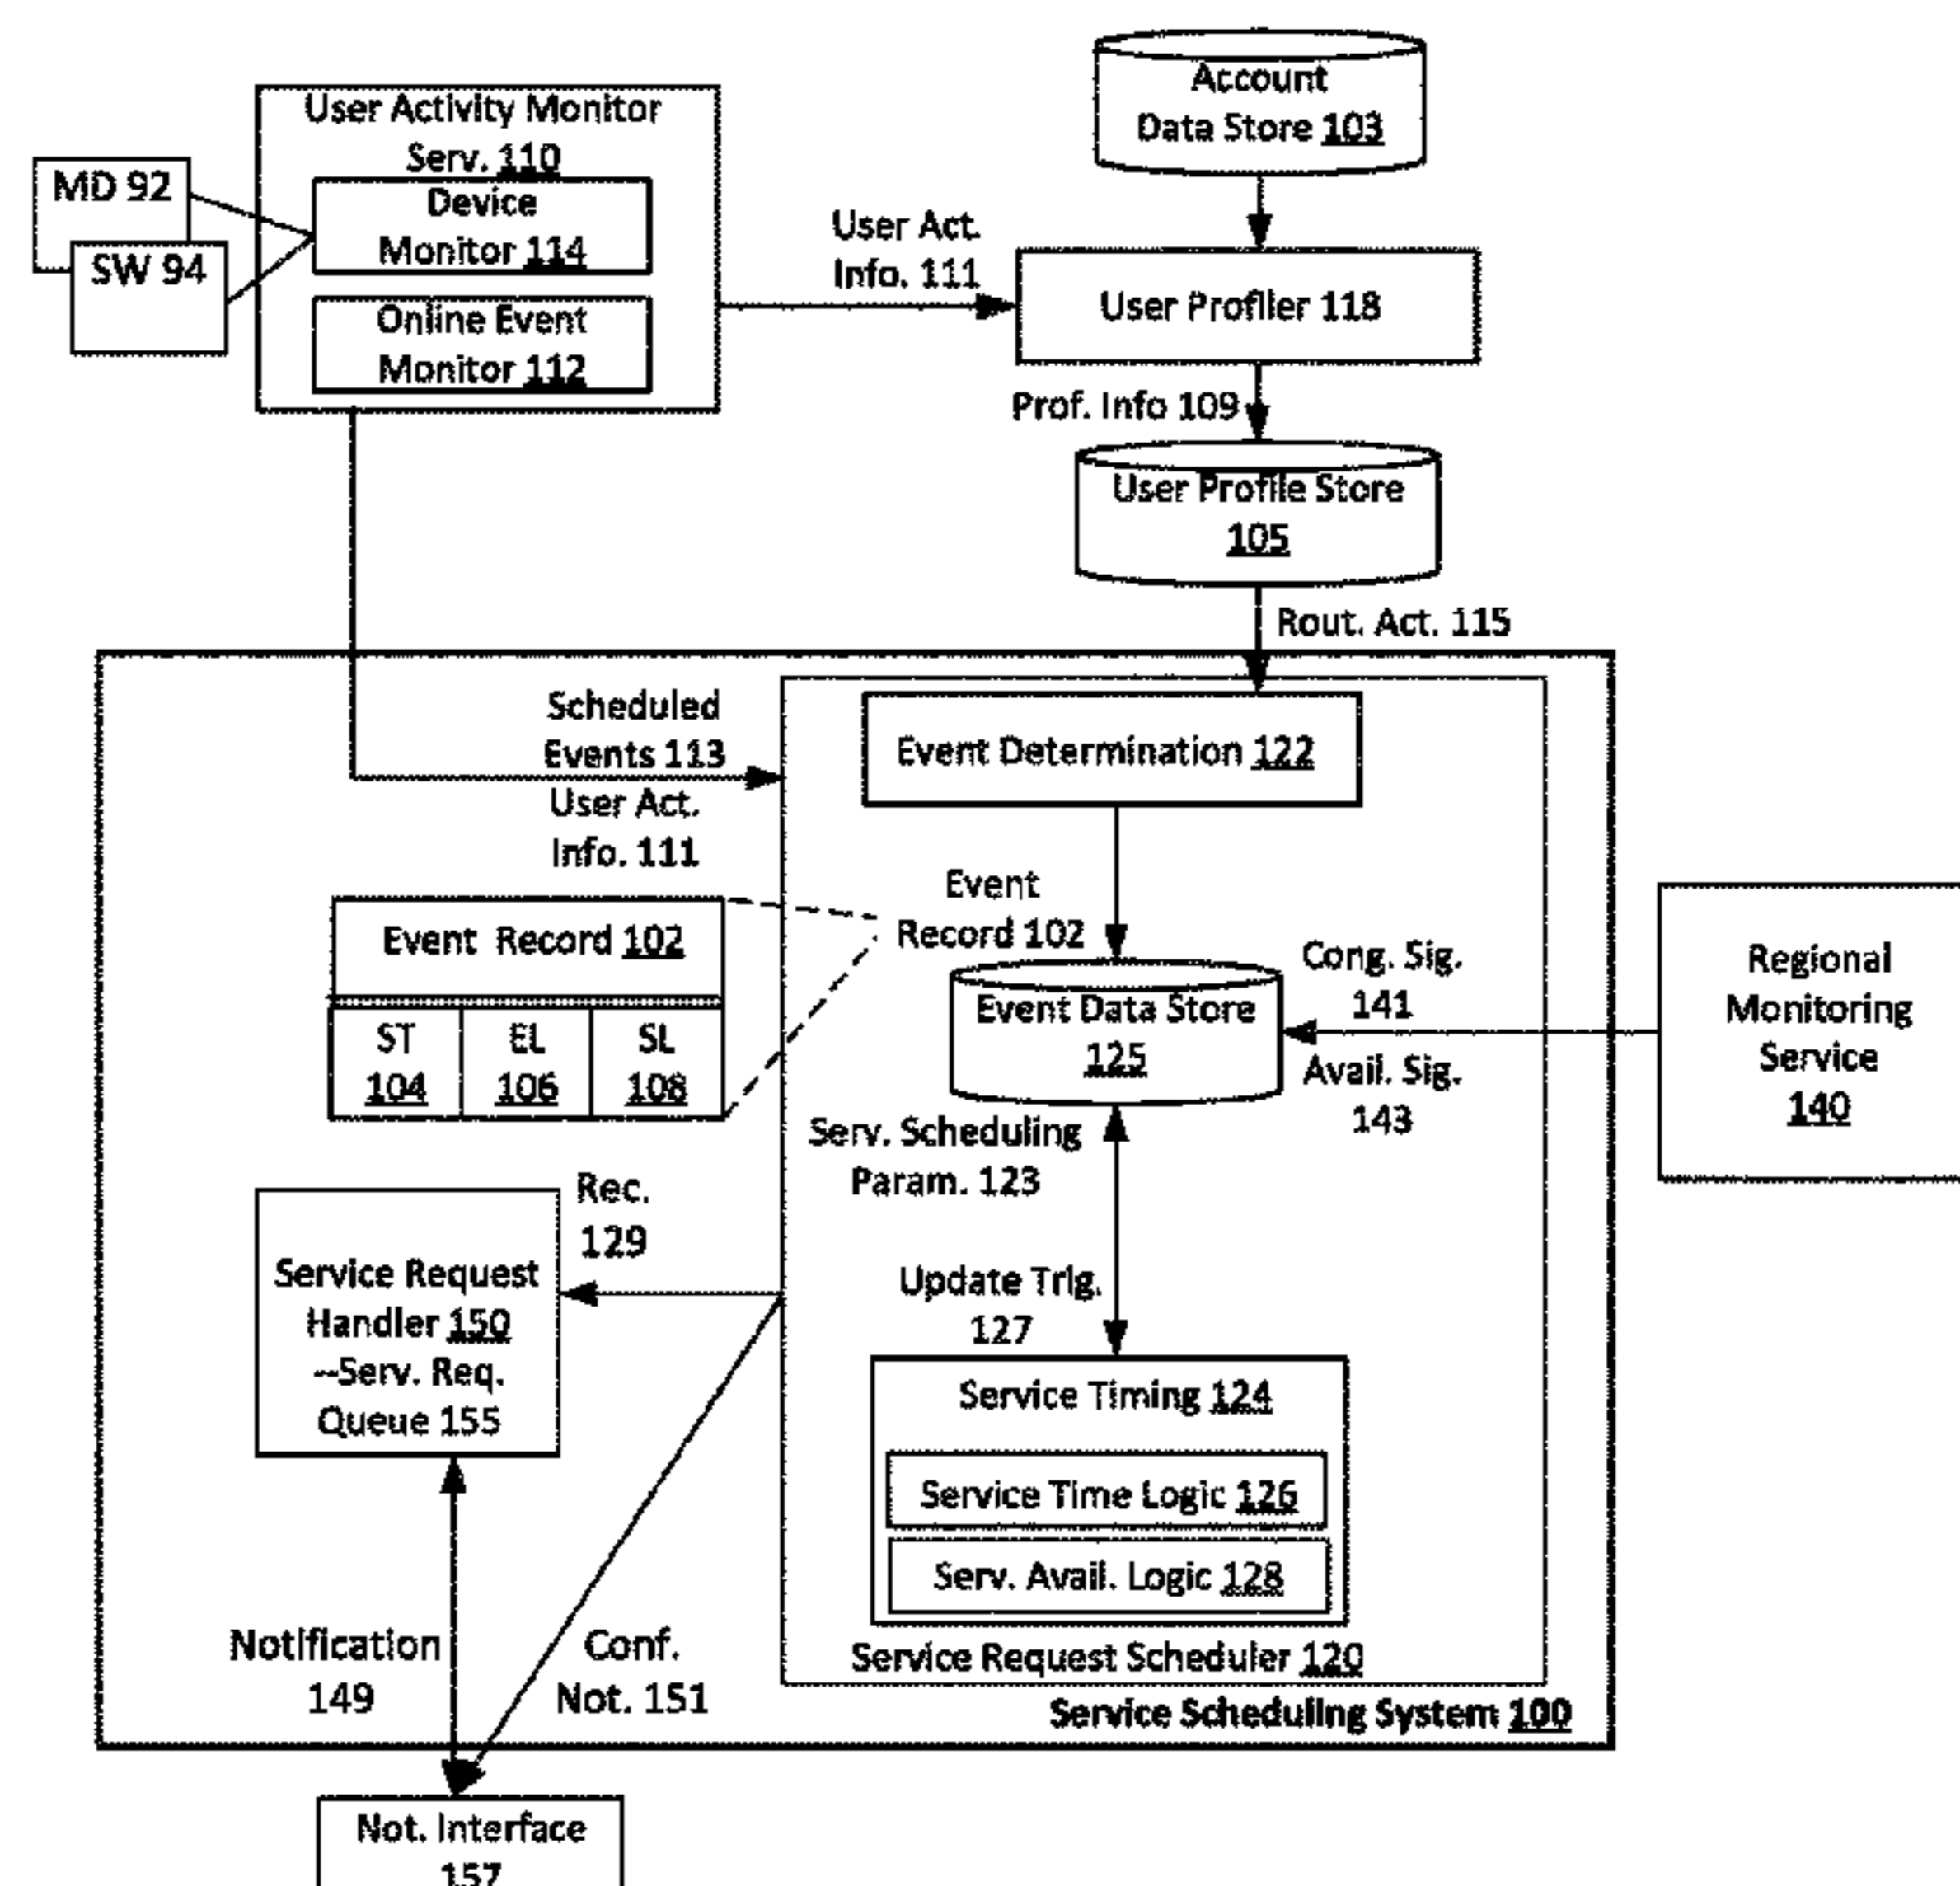 Account
Data Store 103
User Activity Monitor
Serv. 110
MD 92
SW 94
Device
Monitor 114
Online Event
Monitor 112
User Act.
Info. 111
User Profiler 118
Prof. Info 109
User Profile Store
105
Rout. Act. 115
Scheduled
Events 113
User Act.
Info. 111
Event Determination 122
Event
Record 102
Event Record 102
ST
104
EL
106
SL
108
Event Data Store
125
Cong. Sig.
141
Avail. Sig.
143
Regional
Monitoring
Service
140
Serv. Scheduling
Param. 123
Rec.
129
Service Request
Handler 150
--Serv. Req.
Queue 155
Update Trig.
127
Service Timing 124
Service Time Logic 126
Serv. Avail. Logic 128
Service Request Scheduler 120
Notification
149
Conf.
Not. 151
Service Scheduling System 100
Not. Interface
157